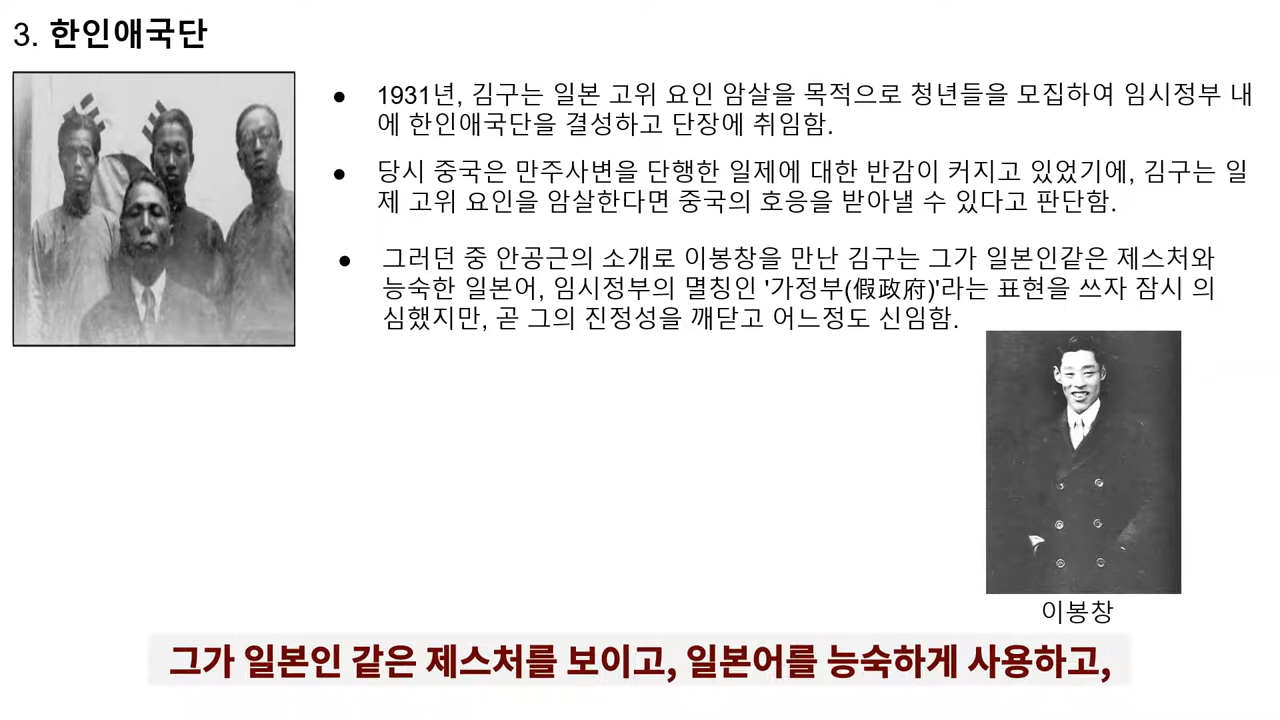 3. 한인애국단
● 1931년, 김구는 일본 고위 요인 암살을 목적으로 청년들을 모집하여 임시정부 내
에 한인애국단을 결성하고 단장에 취임함.
● 당시 중국은 만주사변을 단행한 일제에 대한 반감이 커지고 있었기에, 김구는 일
제 고위 요인을 암살한다면 중국의 호응을 받아낼 수 있다고 판단함.
● 그러던 중 안공근의 소개로 이봉창을 만난 김구는 그가 일본인같은 제스처와
능숙한 일본어, 임시정부의 멸칭인 '가정부(假政府)'라는 표현을 쓰자 잠시 의
심했지만, 곧 그의 진정성을 깨닫고 어느정도 신임함.
이봉창
그가 일본인 같은 제스처를 보이고, 일본어를 능숙하게 사용하고,